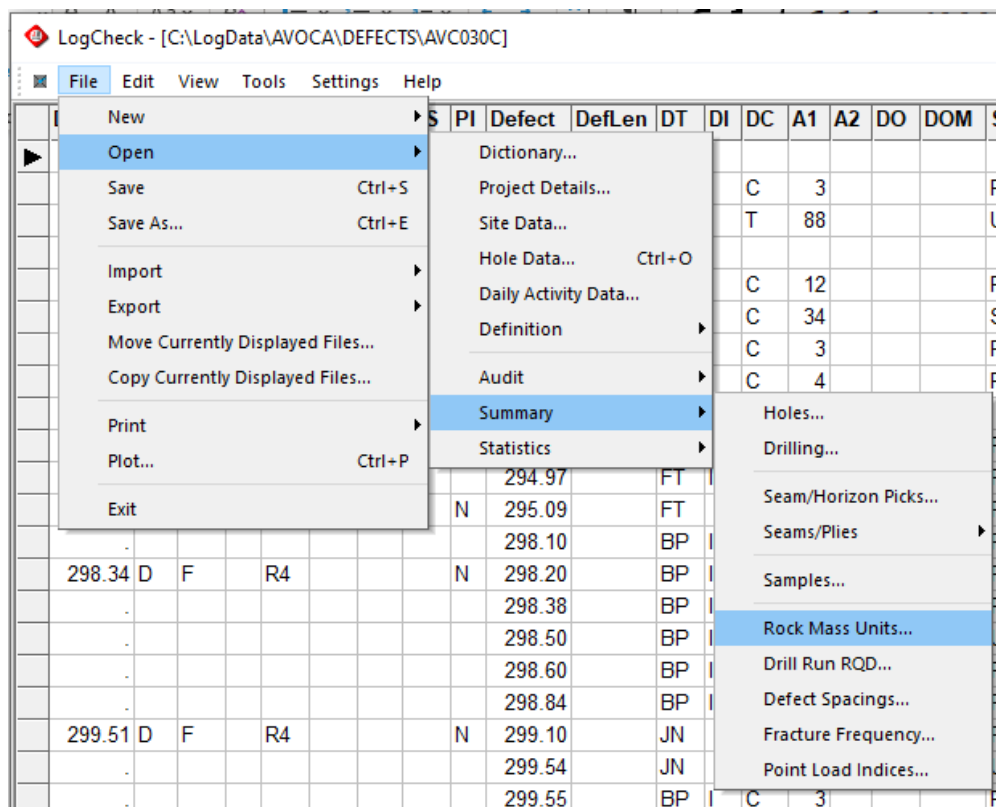 LogCheck - [C:\LogData\AVOCA\DEFECTS\AVC030C]
File Edit View Tools Settings Help
S PI Defect DefLen DT DI DC A1 A2 DO DOM
New
Open
Save Ctrl+S
Save As... Ctrl+E
Import
Export
Move Currently Displayed Files...
Copy Currently Displayed Files...
Print
Plot... Ctrl+P
Exit
Dictionary...
Project Details...
Site Data...
Hole Data... Ctrl+O
Daily Activity Data...
Definition
Audit
Summary
Statistics
Holes...
Drilling...
Seam/Horizon Picks...
Seams/Plies
Samples...
Rock Mass Units...
Drill Run RQD...
Defect Spacings...
Fracture Frequency...
Point Load Indices...
C 3
T 88
C 12
C 34
C 3
C 4
294.97 FT
N 295.09 FT
. 298.10 BP I
298.34 D F R4 N 298.20 BP I
. 298.38 BP I
. 298.50 BP I
. 298.60 BP I
. 298.84 BP I
299.51 D F R4 N 299.10 JN
. 299.54 JN
. 299.55 BP I C 3